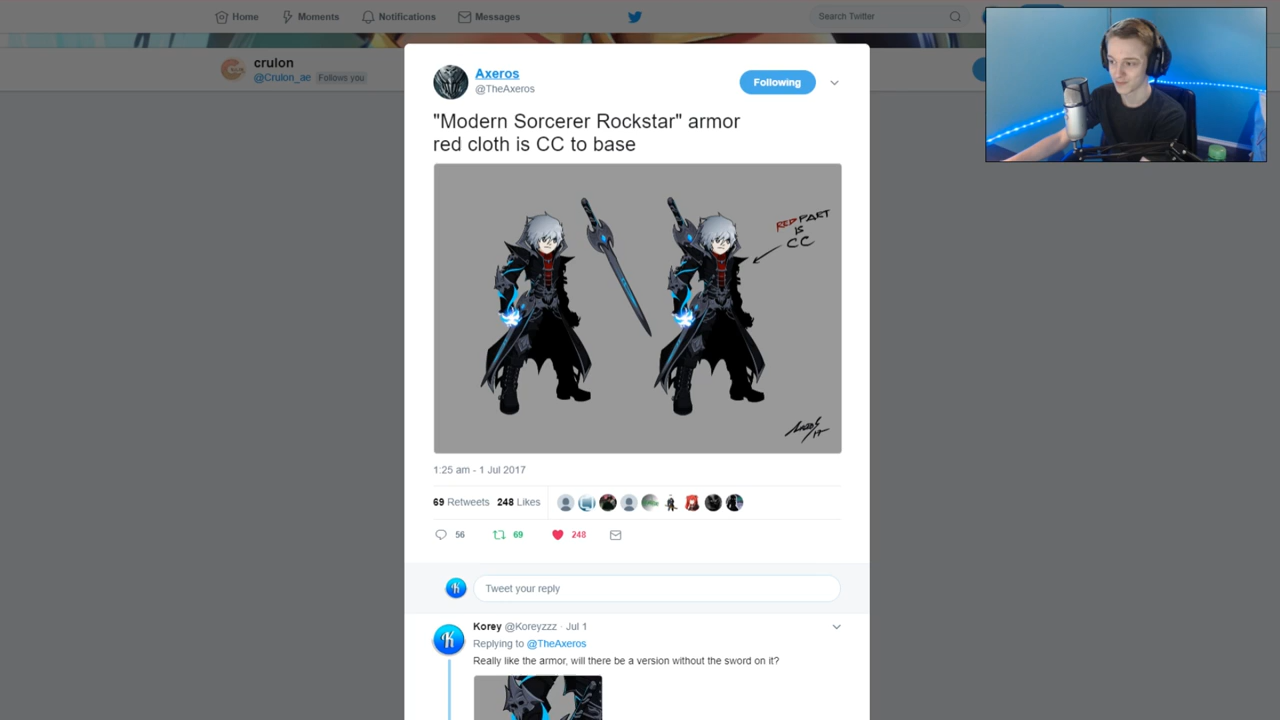 Home
Moments
Notifications
Messages
Search Twitter
crulon
@Crulon_ae Follows you
Axeros
@TheAxeros
Following
"Modern Sorcerer Rockstar" armor
red cloth is CC to base
RED PART
IS
CC
1:25 am - 1 Jul 2017
69 Retweets 248 Likes
56
69
248
Tweet your reply
Korey @Koreyzzz · Jul 1
Replying to @TheAxeros
Really like the armor, will there be a version without the sword on it?